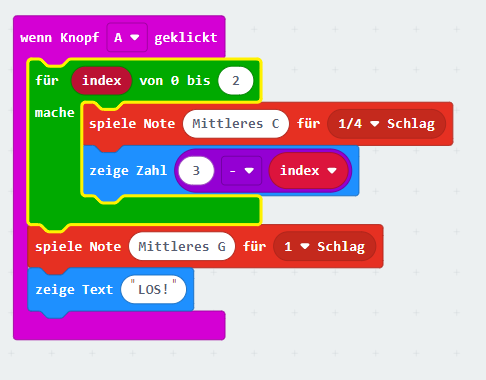 wenn Knopf A geklickt
für index von 0 bis 2
mache
spiele Note Mittleres C für 1/4 Schlag
zeige Zahl 3 - index
spiele Note Mittleres G für 1 Schlag
zeige Text "LOS!"